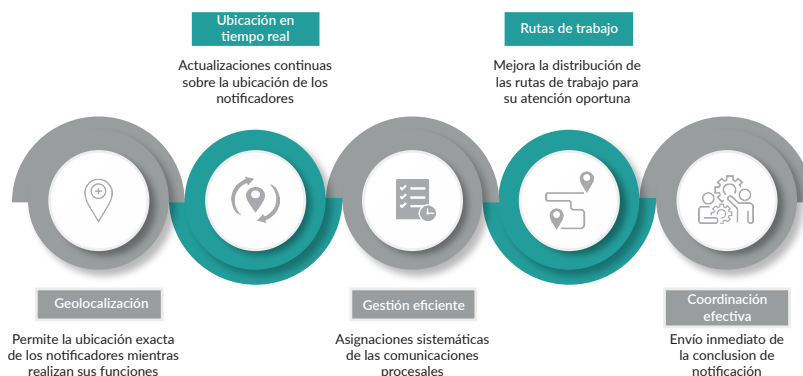 Ubicación en
tiempo real
Actualizaciones continuas
sobre la ubicación de los
notificadores
Rutas de trabajo
Mejora la distribución de
las rutas de trabajo para
su atención oportuna
Geolocalización
Permite la ubicación exacta
de los notificadores mientras
realizan sus funciones
Gestión eficiente
Asignaciones sistemáticas
de las comunicaciones
procesales
Coordinación
efectiva
Envío inmediato de
la conclusion de
notificación